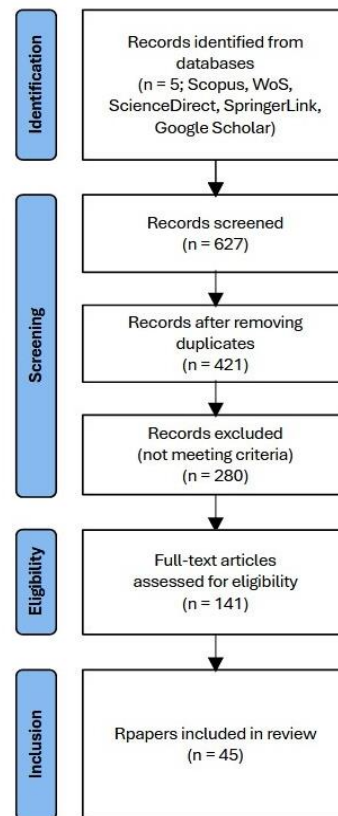 Identification
Records identified from
databases
(n = 5; Scopus, WoS,
ScienceDirect, SpringerLink,
Google Scholar)
Screening
Records screened
(n = 627)
Records after removing
duplicates
(n = 421)
Records excluded
(not meeting criteria)
(n = 280)
Eligibility
Full-text articles
assessed for eligibility
(n = 141)
Inclusion
Rpapers included in review
(n = 45)